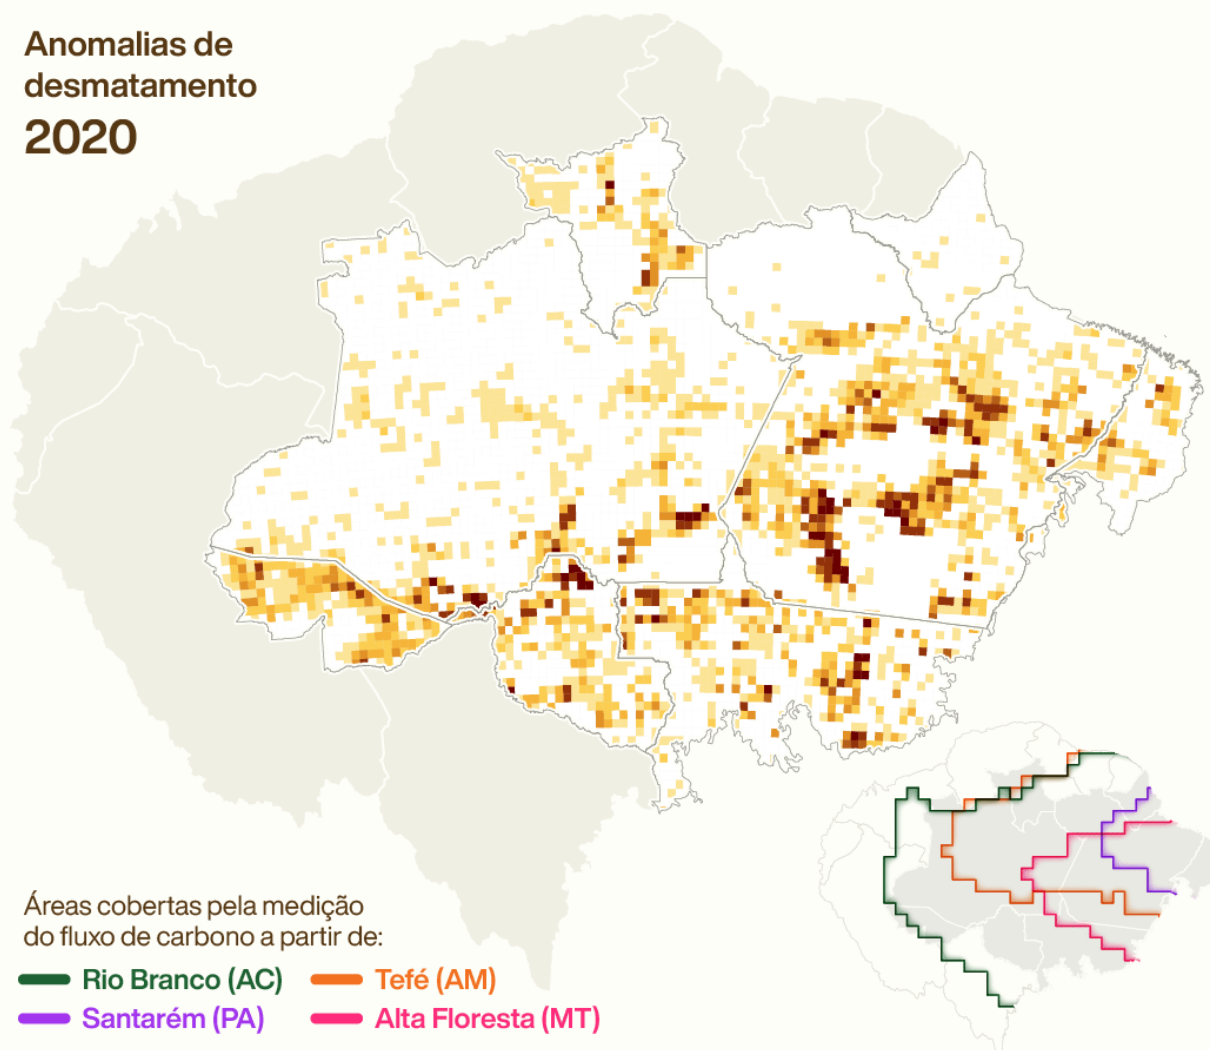 Anomalias de
desmatamento
2020
Áreas cobertas pela medição
do fluxo de carbono a partir de:
Rio Branco (AC)
Tefé (AM)
Santarém (PA)
Alta Floresta (MT)